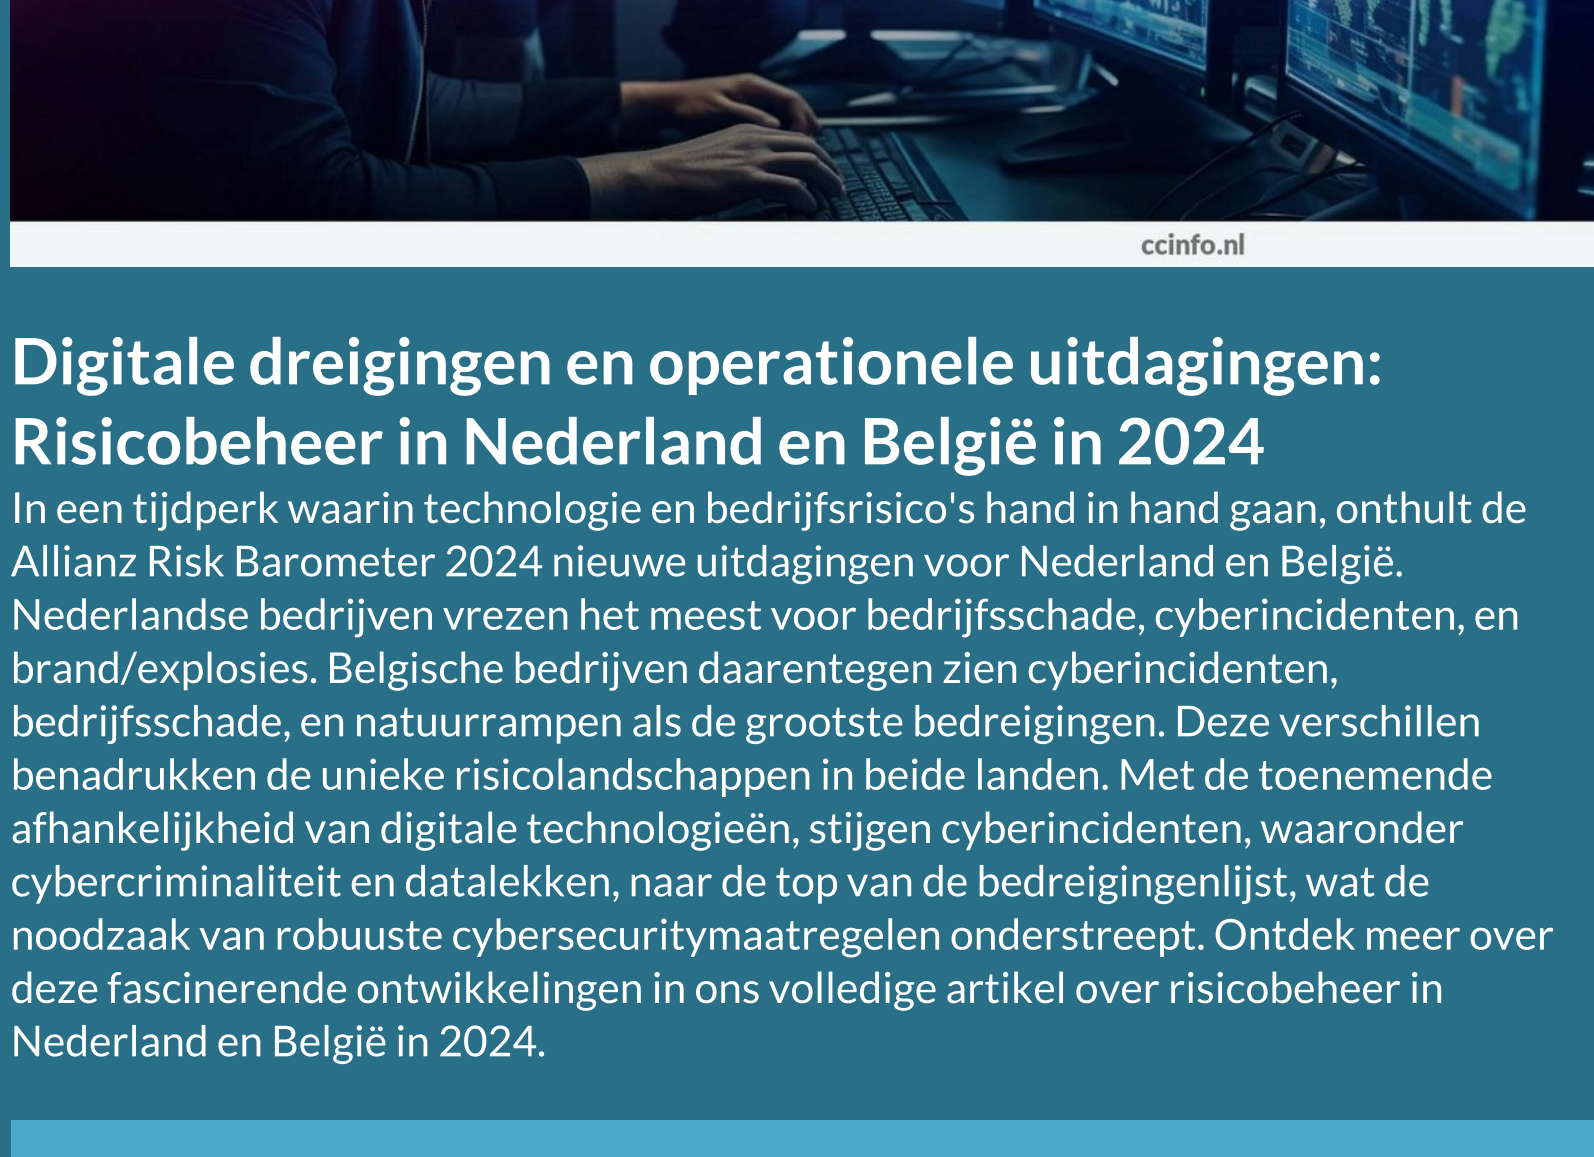 ccinfo.nl
Digitale dreigingen en operationele uitdagingen:
Risicobeheer in Nederland en België in 2024
In een tijdperk waarin technologie en bedrijfsrisico's hand in hand gaan, onthult de
Allianz Risk Barometer 2024 nieuwe uitdagingen voor Nederland en België.
Nederlandse bedrijven vrezen het meest voor bedrijfsschade, cyberincidenten, en
brand/explosies. Belgische bedrijven daarentegen zien cyberincidenten,
bedrijfsschade, en natuurrampen als de grootste bedreigingen. Deze verschillen
benadrukken de unieke risicolandschappen in beide landen. Met de toenemende
afhankelijkheid van digitale technologieën, stijgen cyberincidenten, waaronder
cybercriminaliteit en datalekken, naar de top van de bedreigingenlijst, wat de
noodzaak van robuuste cybersecuritymaatregelen onderstreept. Ontdek meer over
deze fascinerende ontwikkelingen in ons volledige artikel over risicobeheer in
Nederland en België in 2024.